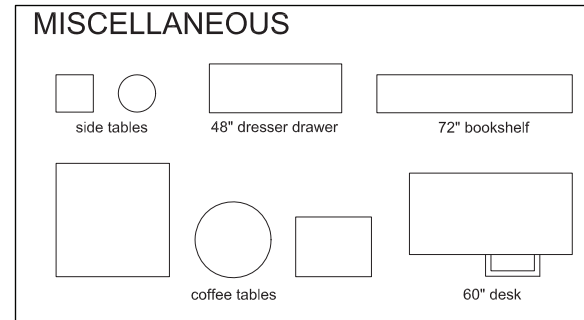 MISCELLANEOUS
side tables
48" dresser drawer
72" bookshelf
coffee tables
60" desk